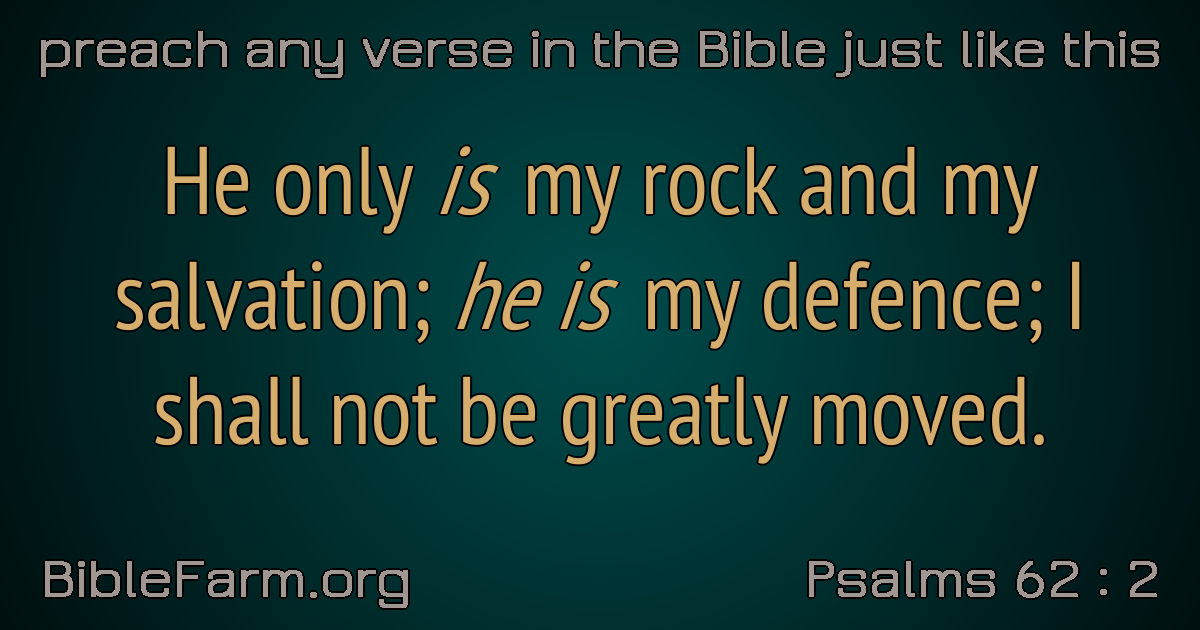 preach any verse in the Bible just like this
He only is my rock and my
salvation; he is my defence; I
shall not be greatly moved.
BibleFarm.org
Psalms 62 : 2